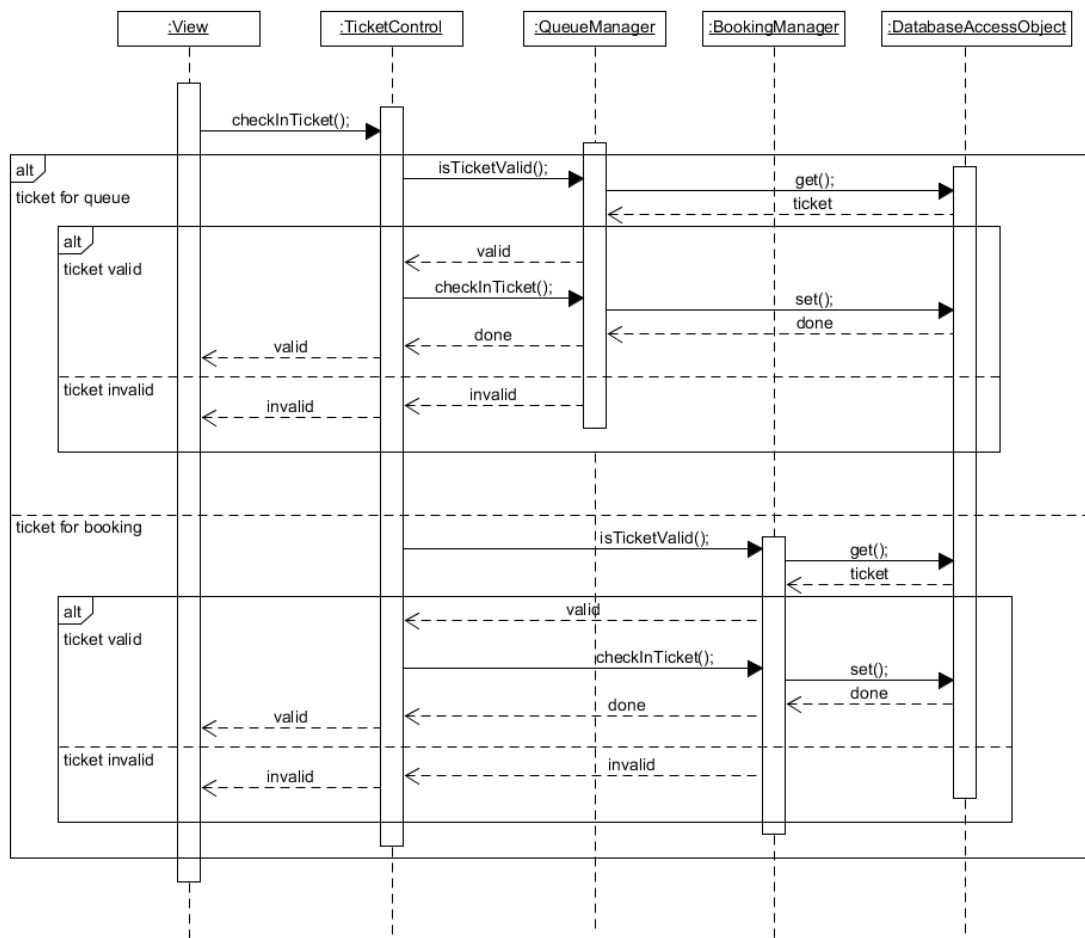 :View
:TicketControl
:QueueManager
:BookingManager
:DatabaseAccessObject
checkInTicket();
alt
isTicketValid();
get();
ticket for queue
ticket
alt
valid
ticket valid
checkInTicket();
set();
done
done
valid
ticket invalid
invalid
invalid
ticket for booking
isTicketValid();
get();
ticket
alt
valid
ticket valid
checkInTicket();
set();
done
done
valid
ticket invalid
invalid
invalid